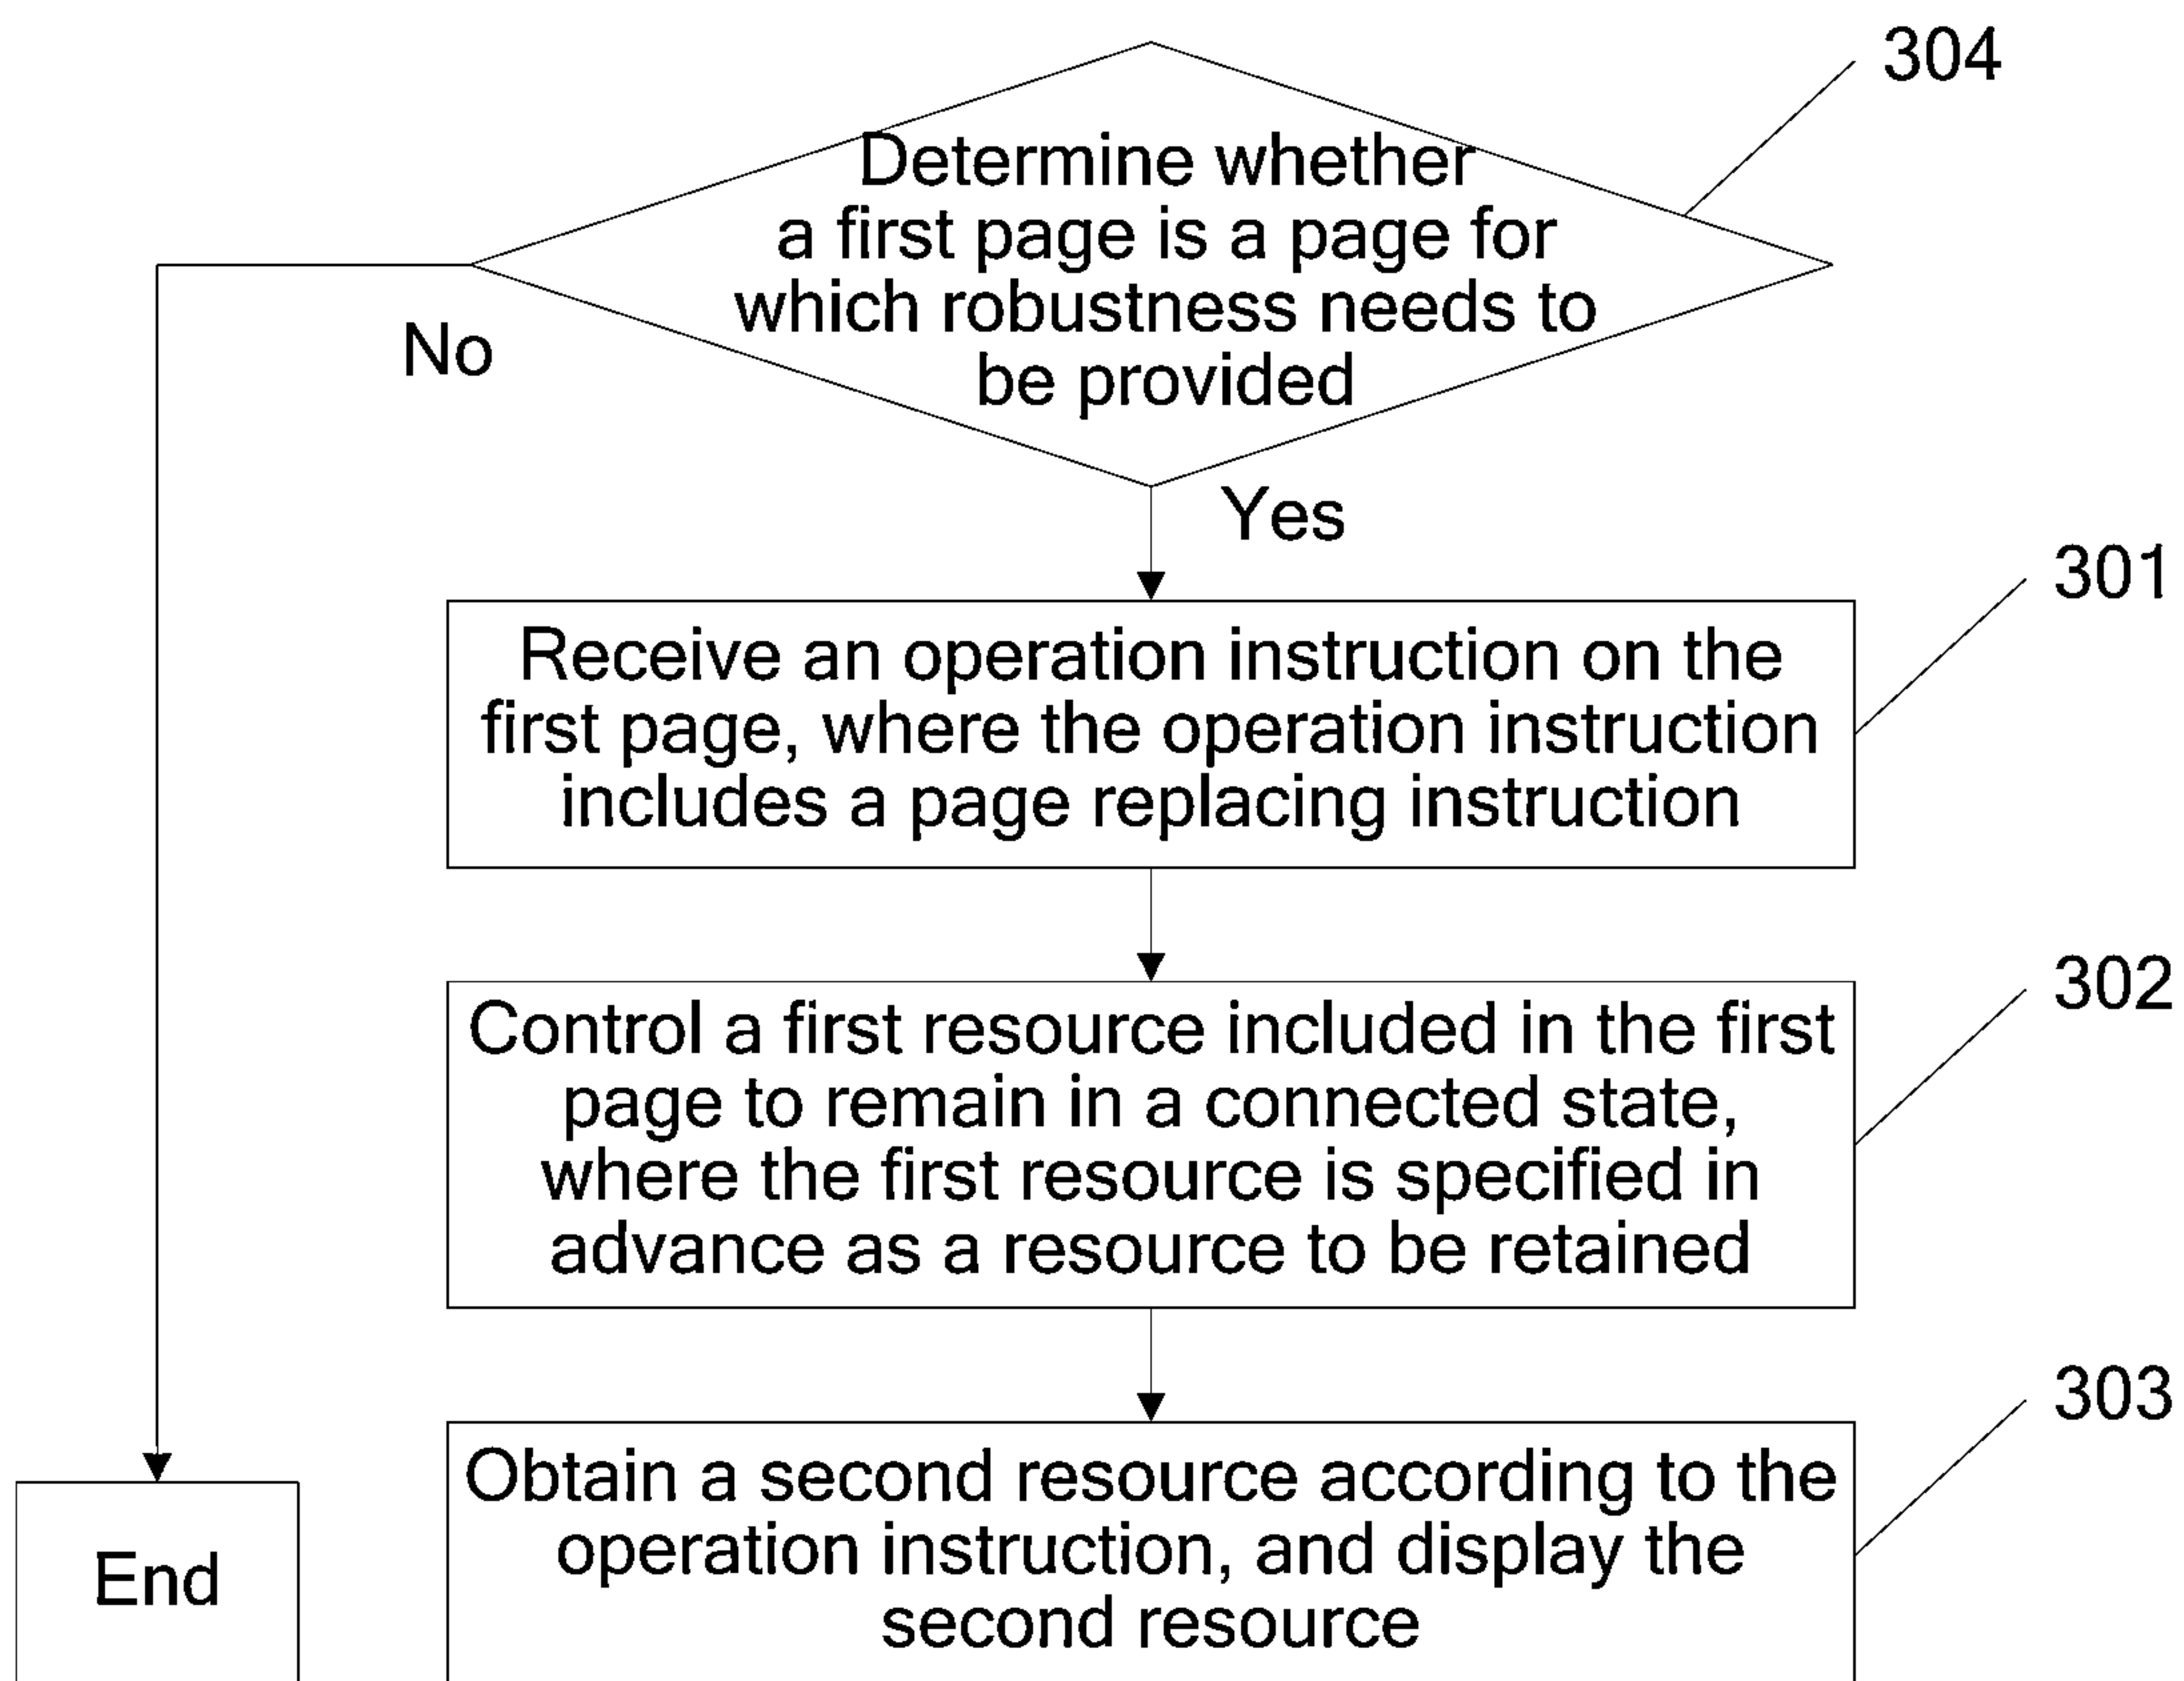 304
Determine whether
a first page is a page for
which robustness needs to
be provided
No
Yes
301
Receive an operation instruction on the
first page, where the operation instruction
includes a page replacing instruction
302
Control a first resource included in the first
page to remain in a connected state,
where the first resource is specified in
advance as a resource to be retained
303
Obtain a second resource according to the
operation instruction, and display the
second resource
End